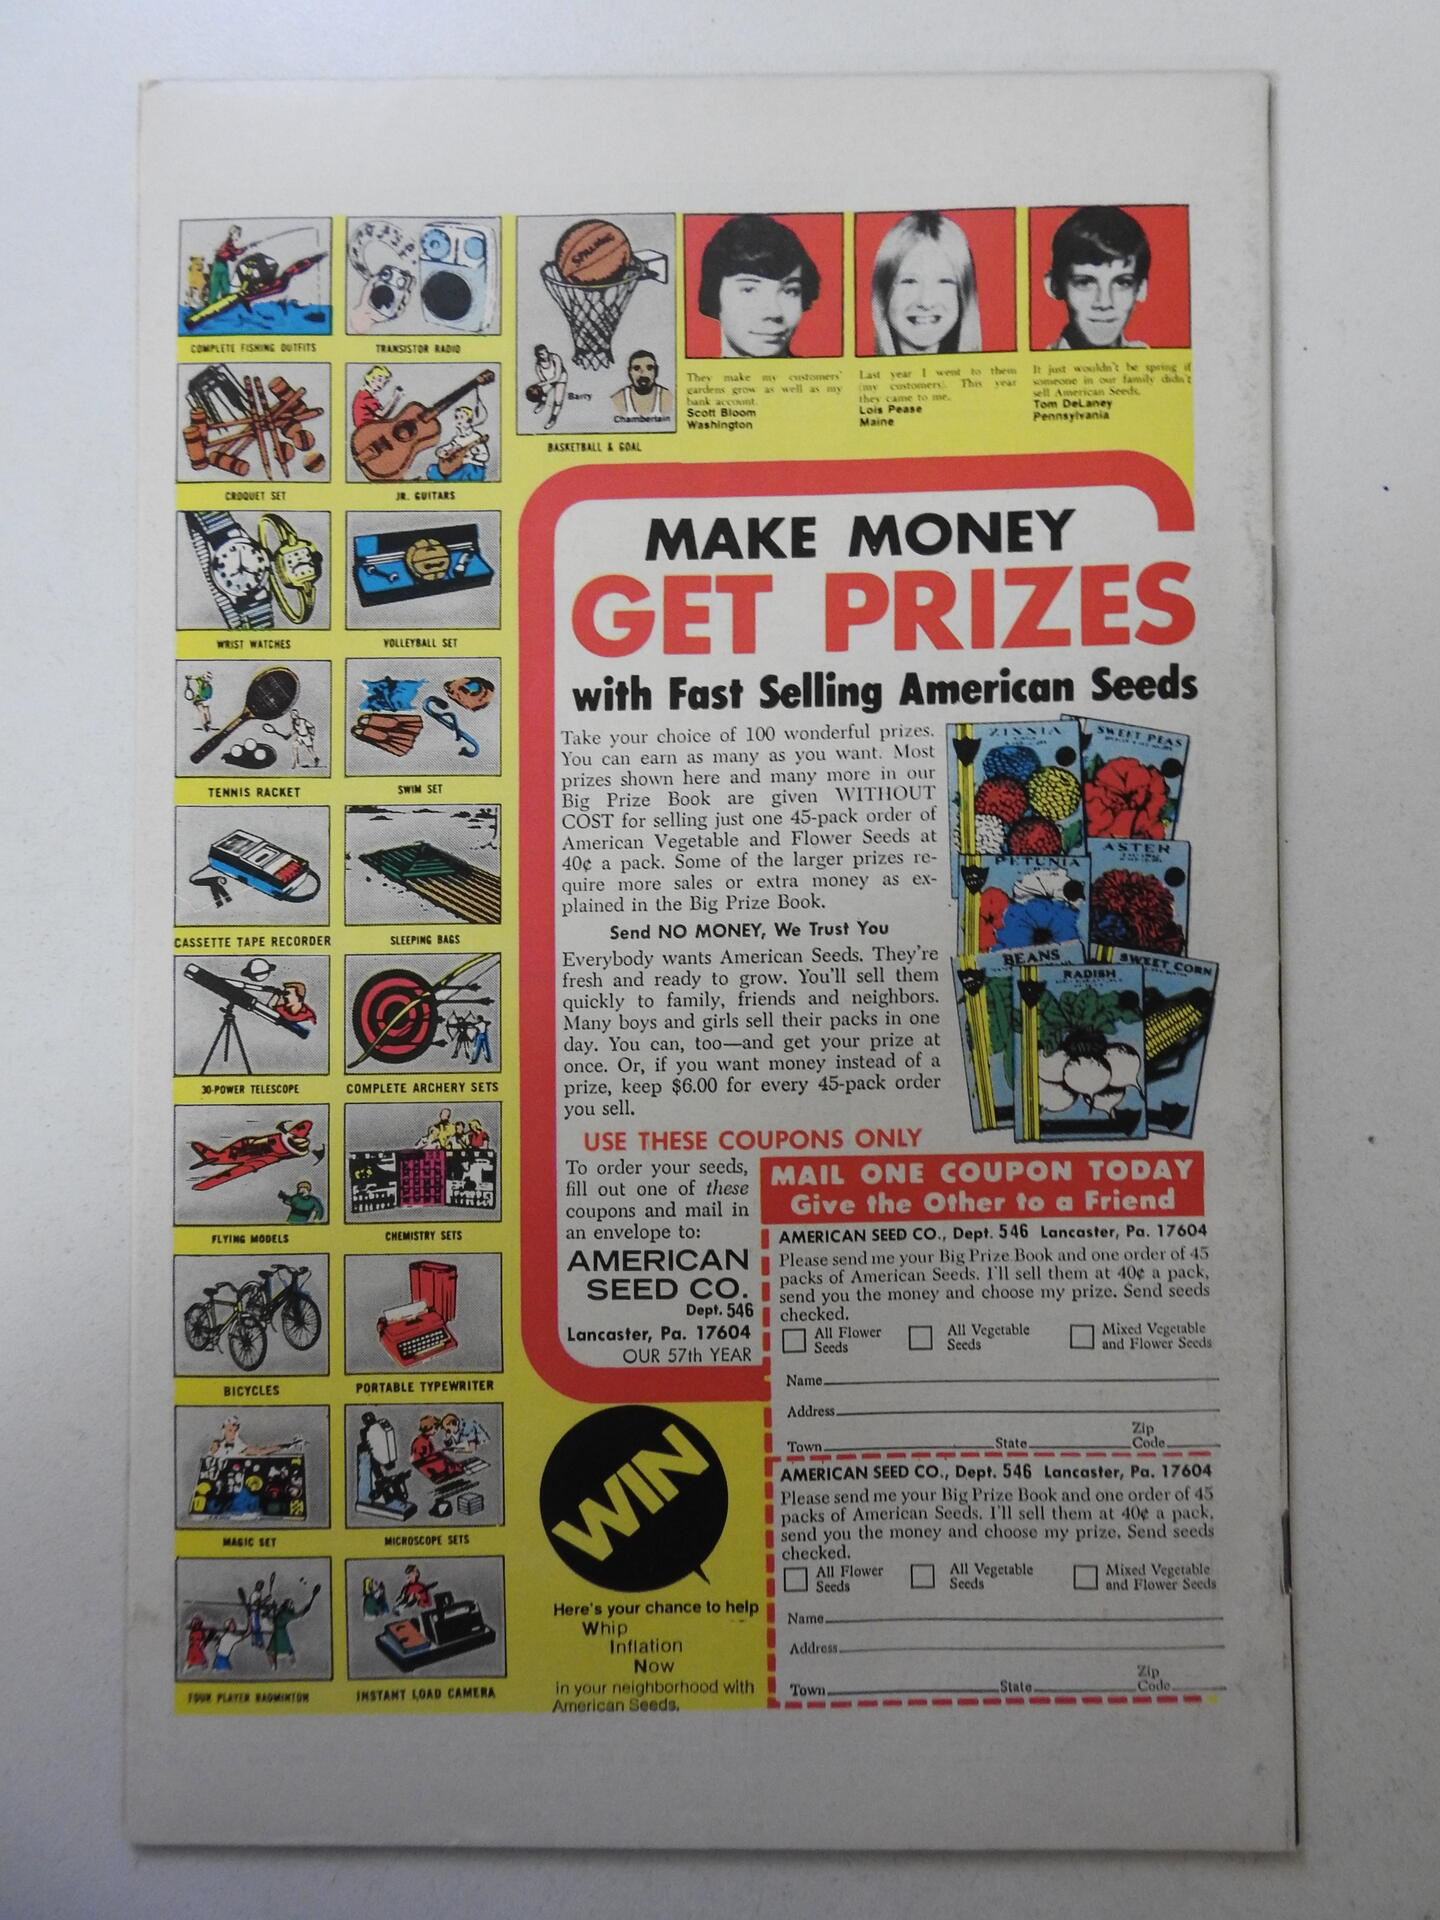 COMPLETE FISHING OUTFITS
TRANSISTOR RADIO
SPALDING
Barry
Chamberlain
BASKETBALL & GOAL
They make my customers'
gardens grow as well as my
bank account.
Scott Bloom
Washington
Last year I went to them
(my customers). This year
they came to me.
Lois Pease
Maine
It just wouldn't be spring if
someone in our family didn't
sell American Seeds.
Tom DeLaney
Pennsylvania
CROQUET SET
JR. GUITARS
WRIST WATCHES
VOLLEYBALL SET
TENNIS RACKET
SWIM SET
CASSETTE TAPE RECORDER
SLEEPING BAGS
30-POWER TELESCOPE
COMPLETE ARCHERY SETS
FLYING MODELS
CHEMISTRY SETS
BICYCLES
PORTABLE TYPEWRITER
MAGIC SET
MICROSCOPE SETS
FOUR PLAYER BADMINTON
INSTANT LOAD CAMERA
MAKE MONEY
GET PRIZES
with Fast Selling American Seeds
Take your choice of 100 wonderful prizes.
You can earn as many as you want. Most
prizes shown here and many more in our
Big Prize Book are given WITHOUT
COST for selling just one 45-pack order of
American Vegetable and Flower Seeds at
40¢ a pack. Some of the larger prizes re-
quire more sales or extra money as ex-
plained in the Big Prize Book.
Send NO MONEY, We Trust You
Everybody wants American Seeds. They're
fresh and ready to grow. You'll sell them
quickly to family, friends and neighbors.
Many boys and girls sell their packs in one
day. You can, too—and get your prize at
once. Or, if you want money instead of a
prize, keep $6.00 for every 45-pack order
you sell.
ZINNIA
SWEET PEAS
PETUNIA
ASTER
BEANS
RADISH
SWEET CORN
USE THESE COUPONS ONLY
To order your seeds,
fill out one of these
coupons and mail in
an envelope to:
AMERICAN
SEED CO.
Dept. 546
Lancaster, Pa. 17604
OUR 57th YEAR
MAIL ONE COUPON TODAY
Give the Other to a Friend
AMERICAN SEED CO., Dept. 546 Lancaster, Pa. 17604
Please send me your Big Prize Book and one order of 45
packs of American Seeds. I'll sell them at 40¢ a pack,
send you the money and choose my prize. Send seeds
checked.
All Flower
Seeds
All Vegetable
Seeds
Mixed Vegetable
and Flower Seeds
Name
Address
Town State Zip
Code
AMERICAN SEED CO., Dept. 546 Lancaster, Pa. 17604
Please send me your Big Prize Book and one order of 45
packs of American Seeds. I'll sell them at 40¢ a pack,
send you the money and choose my prize. Send seeds
checked.
All Flower
Seeds
All Vegetable
Seeds
Mixed Vegetable
and Flower Seeds
Name
Address
Town State Zip
Code
WIN
Here's your chance to help
Whip
Inflation
Now
in your neighborhood with
American Seeds.